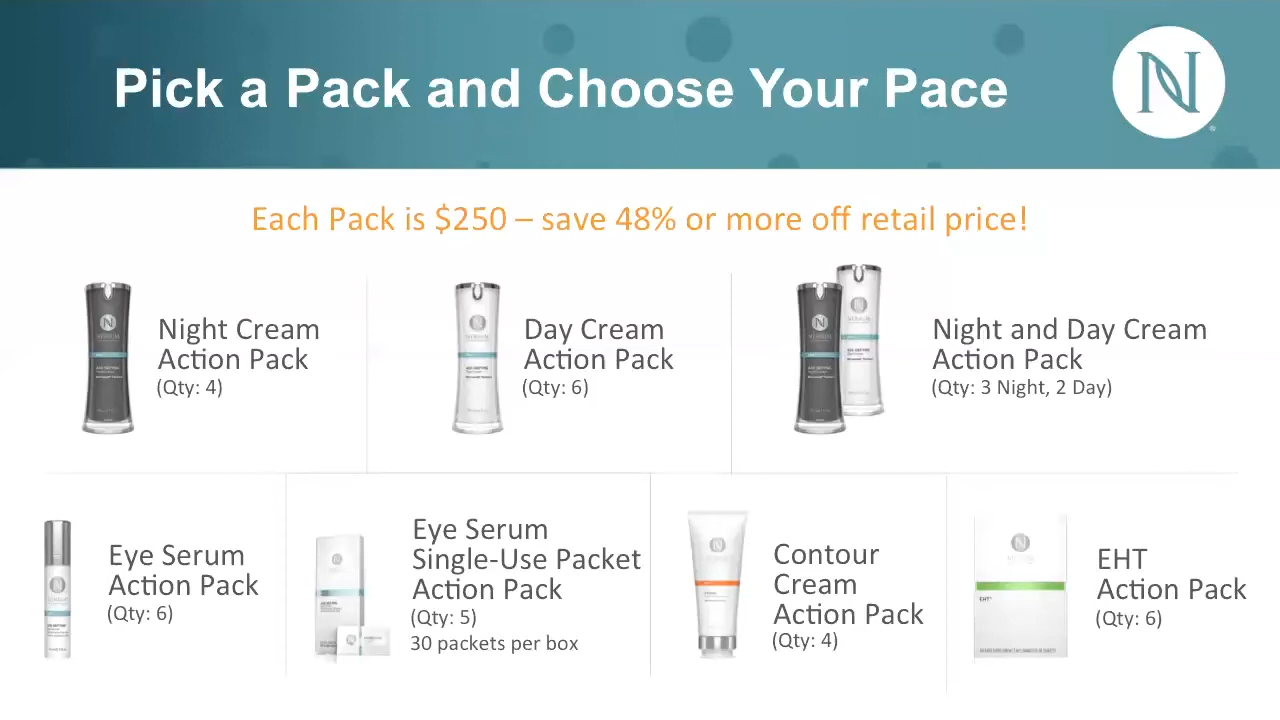 Pick a Pack and Choose Your Pace
N
Each Pack is $250 – save 48% or more off retail price!
Night Cream
Action Pack
(Qty: 4)
Day Cream
Action Pack
(Qty: 6)
Night and Day Cream
Action Pack
(Qty: 3 Night, 2 Day)
Eye Serum
Action Pack
(Qty: 6)
Eye Serum
Single-Use Packet
Action Pack
(Qty: 5)
30 packets per box
Contour
Cream
Action Pack
(Qty: 4)
EHT
EHT
Action Pack
(Qty: 6)